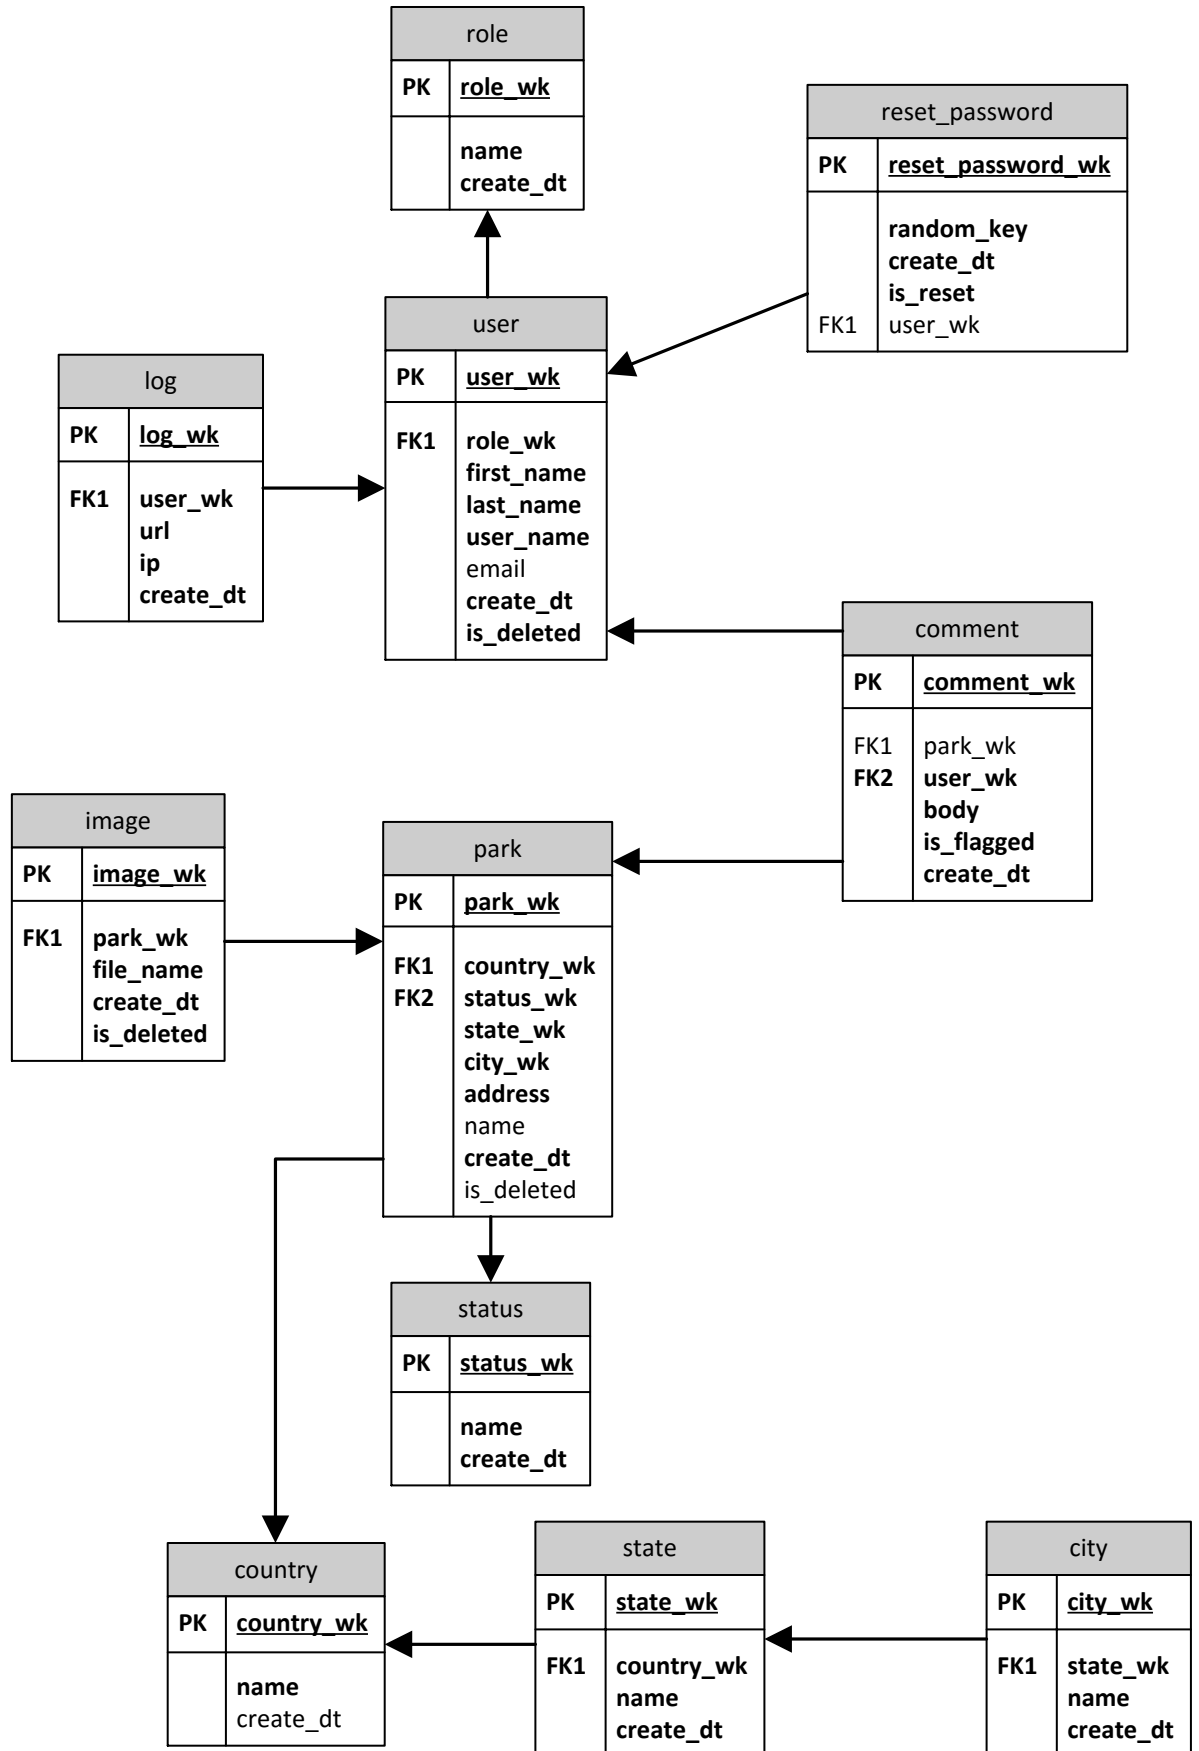 role
PK role_wk
name
create_dt
reset_password
PK reset_password_wk
random_key
create_dt
is_reset
FK1 user_wk
user
PK user_wk
FK1 role_wk
first_name
last_name
user_name
email
create_dt
is_deleted
log
PK log_wk
FK1 user_wk
url
ip
create_dt
comment
PK comment_wk
FK1 park_wk
FK2 user_wk
body
is_flagged
create_dt
image
PK image_wk
FK1 park_wk
file_name
create_dt
is_deleted
park
PK park_wk
FK1 country_wk
FK2 status_wk
state_wk
city_wk
address
name
create_dt
is_deleted
status
PK status_wk
name
create_dt
country
PK country_wk
name
create_dt
state
PK state_wk
FK1 country_wk
name
create_dt
city
PK city_wk
FK1 state_wk
name
create_dt